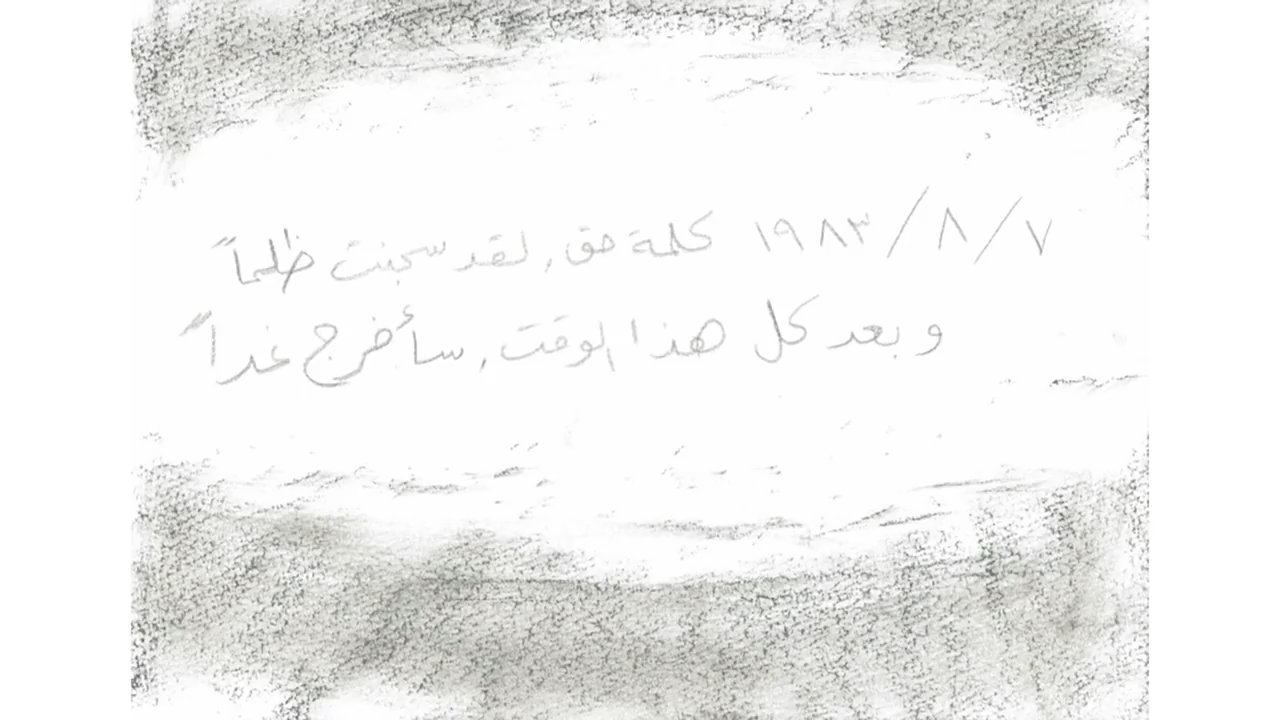 ٧/٨/١٩٨٣ كلمة حق، لقد سجنت ظلماً
وبعد كل هذا الوقت، سأخرج غداً